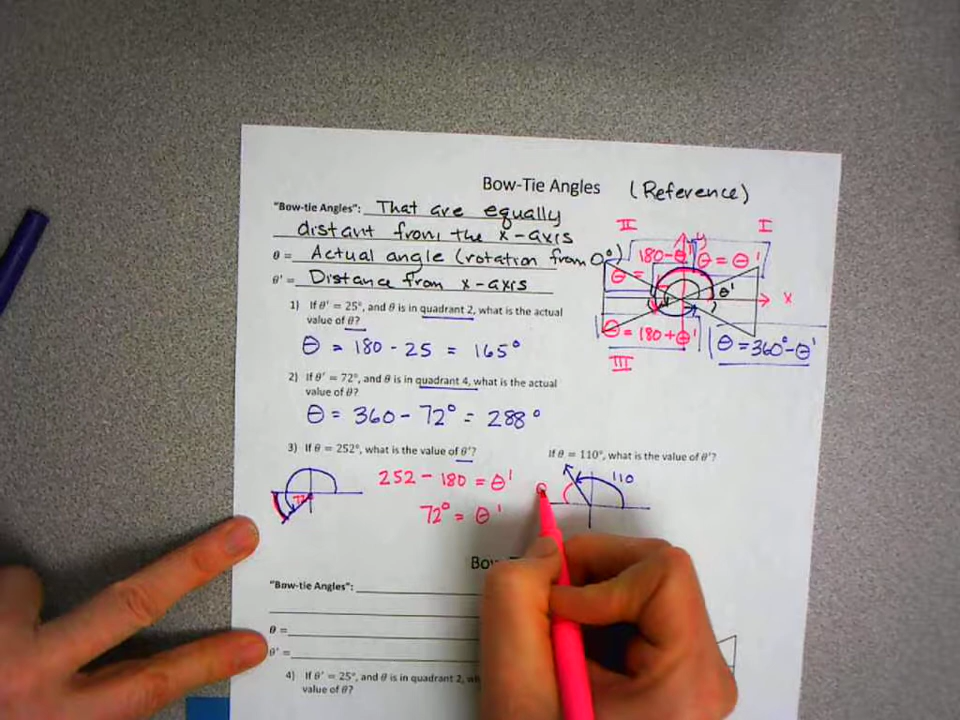 Bow-Tie Angles (Reference)
"Bow-tie Angles": That are equally
distant from the x-axis
θ = Actual angle (rotation from 0°)
θ' = Distance from x-axis
II
I
y
180-θ'
θ =
θ = θ'
θ'
x
θ = 180+θ'
θ = 360°-θ'
III
1) If θ' = 25°, and θ is in quadrant 2, what is the actual
value of θ?
θ = 180 - 25 = 165°
2) If θ' = 72°, and θ is in quadrant 4, what is the actual
value of θ?
θ = 360 - 72° = 288°
3) If θ = 252°, what is the value of θ'?
252 - 180 = θ'
72° = θ'
72°
If θ = 110°, what is the value of θ'?
110
"Bow-tie Angles":
θ =
θ' =
4) If θ' = 25°, and θ is in quadrant 2,
value of θ?